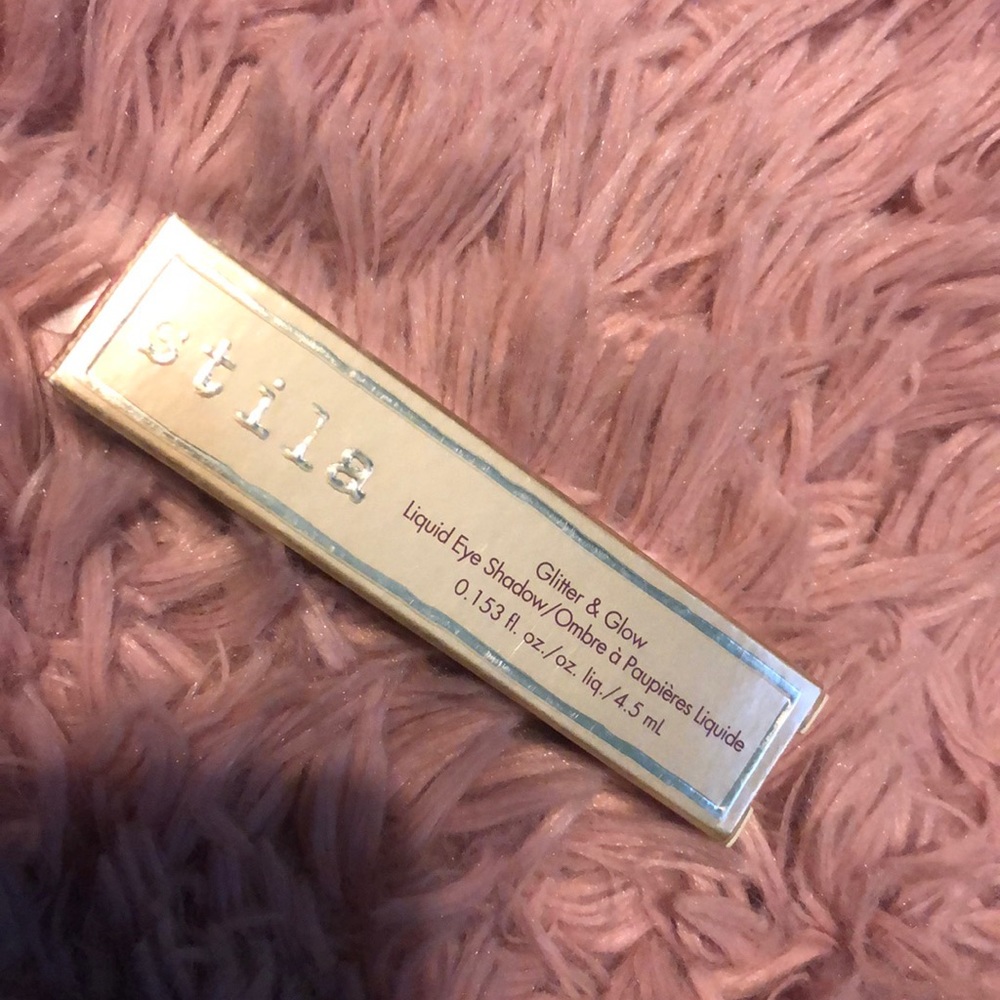 stila
Glitter & Glow
Liquid Eye Shadow/Ombre à Paupières Liquide
0.153 fl. oz./oz. liq./4.5 mL